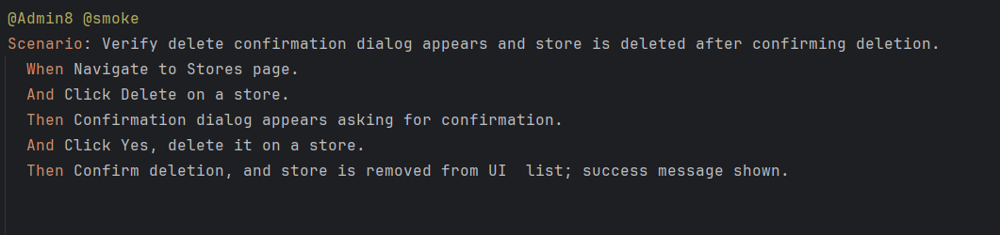 @Admin8 @smoke
Scenario: Verify delete confirmation dialog appears and store is deleted after confirming deletion.
When Navigate to Stores page.
And Click Delete on a store.
Then Confirmation dialog appears asking for confirmation.
And Click Yes, delete it on a store.
Then Confirm deletion, and store is removed from UI  list; success message shown.